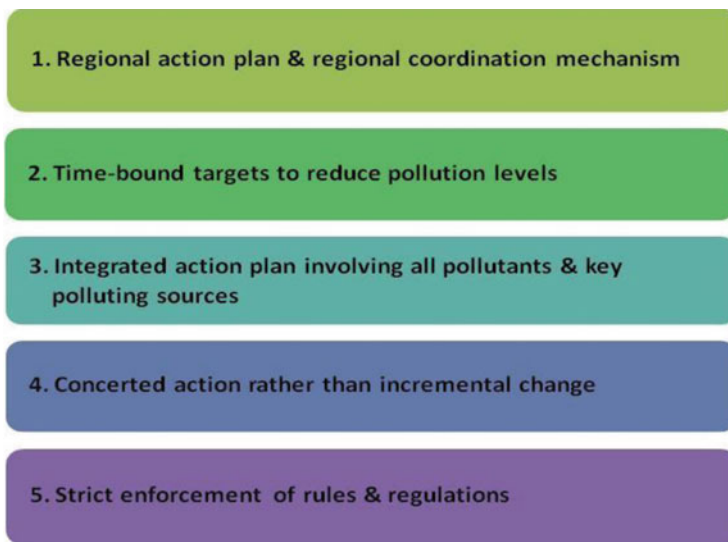 1. Regional action plan & regional coordination mechanism
2. Time-bound targets to reduce pollution levels
3. Integrated action plan involving all pollutants & key
polluting sources
4. Concerted action rather than incremental change
5. Strict enforcement of rules & regulations